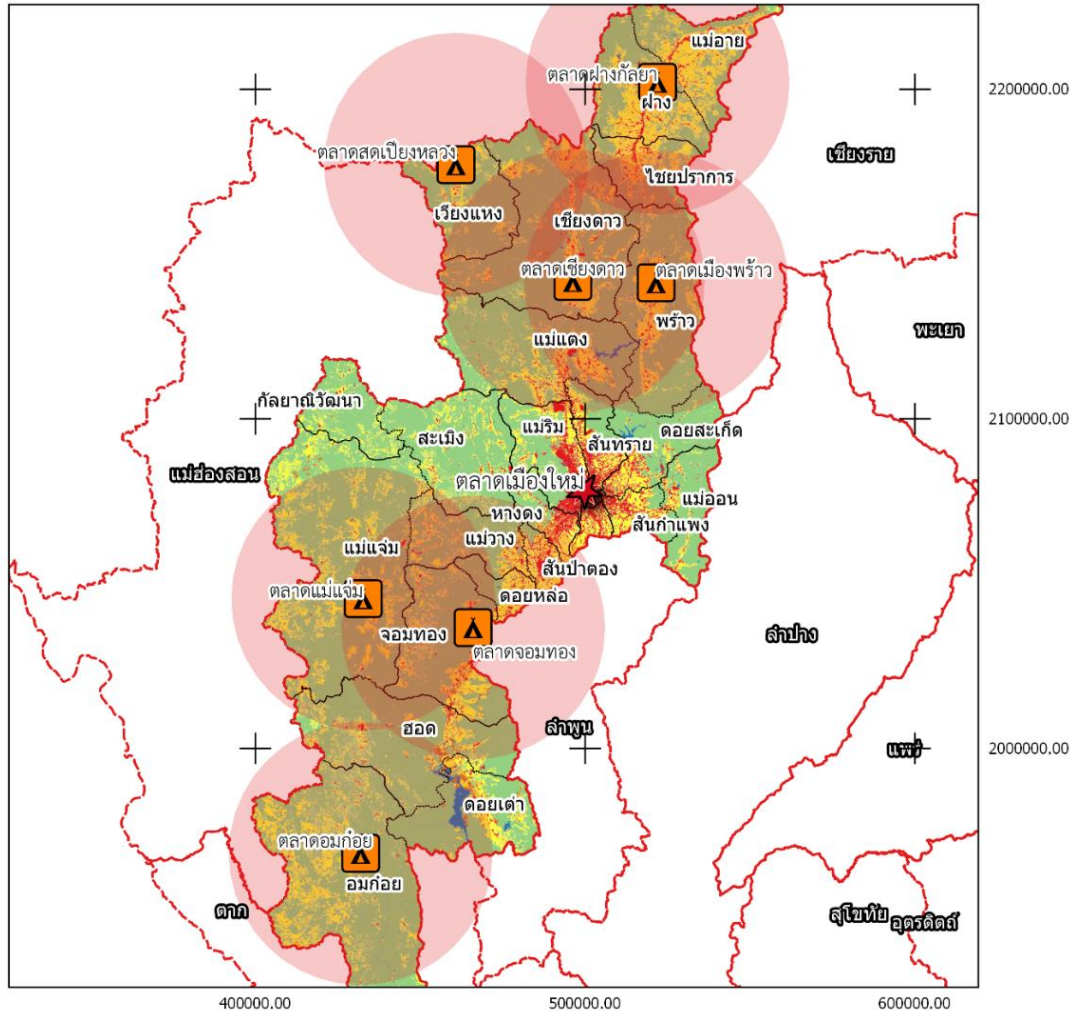 แม่อาย
ตลาดฝางกัลยา
ฝาง
2200000.00
เชียงราย
ตลาดสดเปียงหลวง
ไชยปราการ
เวียงแหง
เชียงดาว
ตลาดเชียงดาว
ตลาดเมืองพร้าว
พร้าว
พะเยา
แม่แตง
กัลยาณิวัฒนา
แม่ริม
2100000.00
สะเมิง
สันทราย
ดอยสะเก็ด
แม่ฮ่องสอน
ตลาดเมืองใหม่
แม่ออน
หางดง
สันกำแพง
แม่วาง
แม่แจ่ม
สันป่าตอง
ตลาดแม่แจ่ม
ดอยหล่อ
จอมทอง
ลำปาง
ตลาดจอมทอง
ฮอด
ลำพูน
2000000.00
แพร่
ดอยเต่า
ตลาดอมก๋อย
อมก๋อย
ตาก
สุโขทัย
อุตรดิตถ์
400000.00
500000.00
600000.00